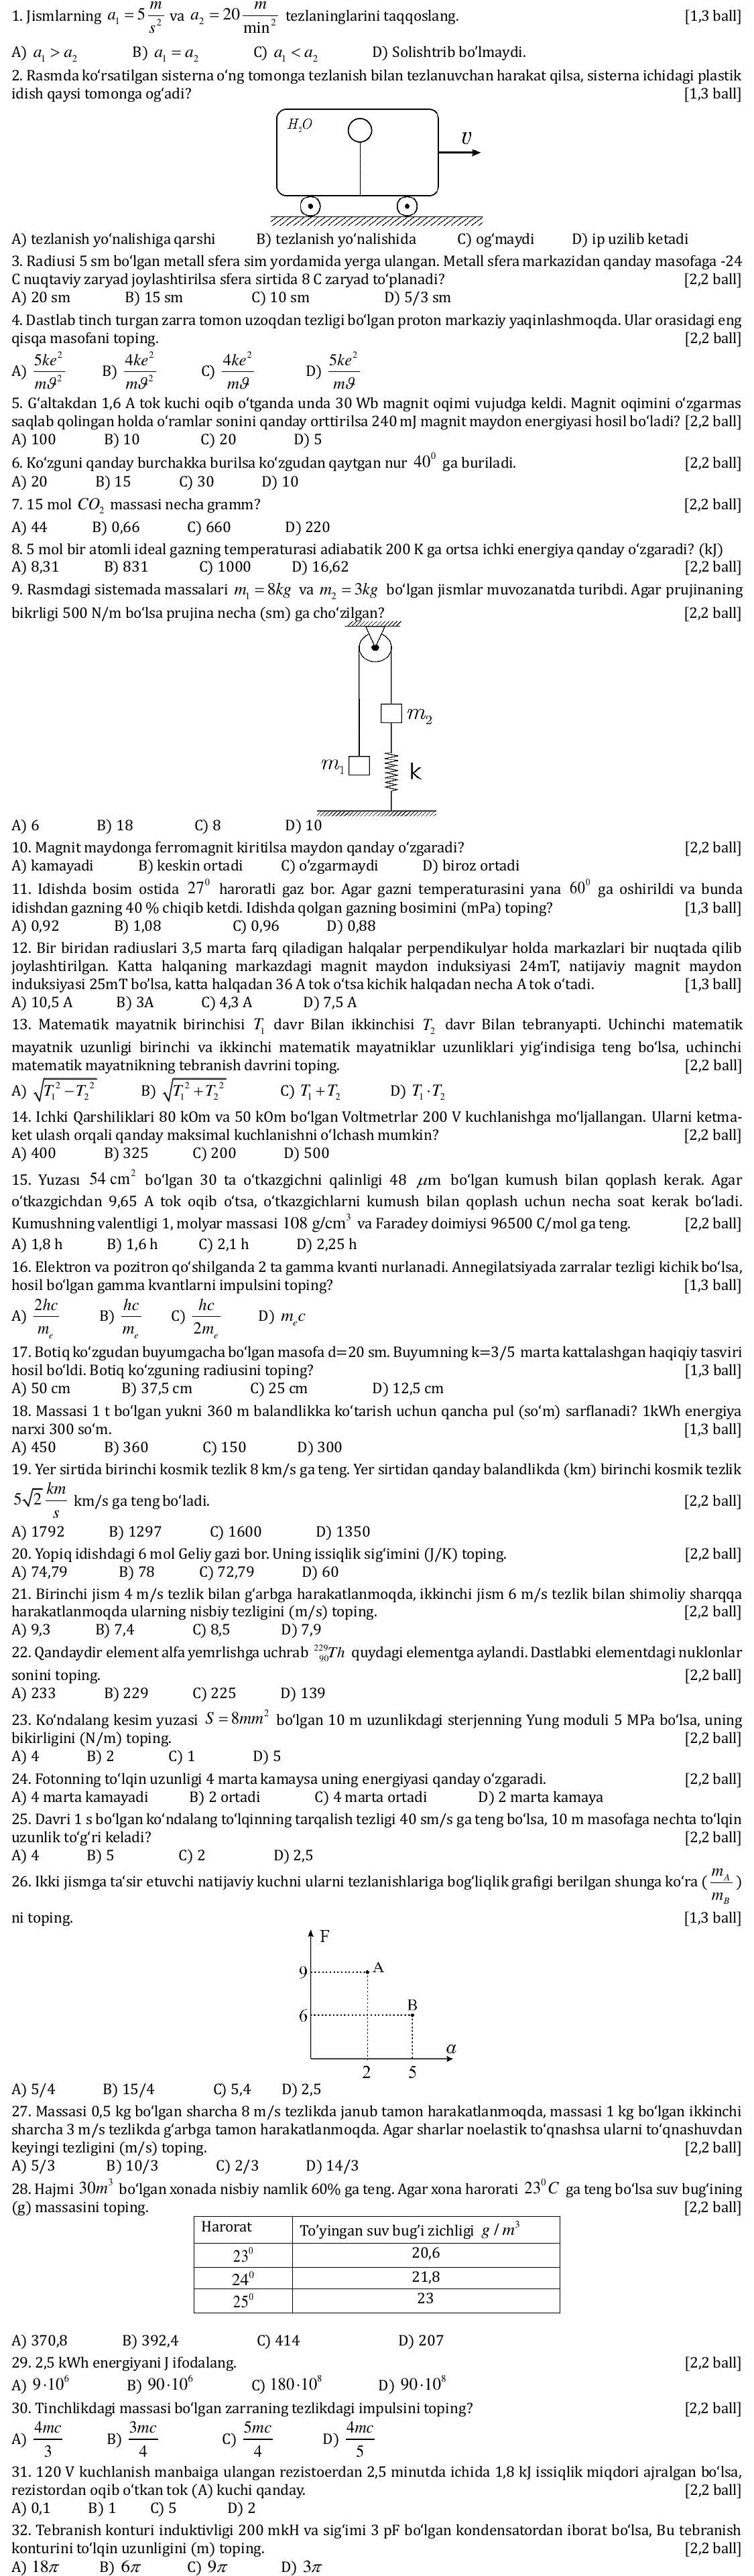 1. Jismlarning a₁ = 5 m/s² va a₂ = 20 m/min² tezlaninglarini taqqoslang. [1,3 ball]
A) a₁ > a₂ B) a₁ = a₂ C) a₁ < a₂ D) Solishtrib bo'lmaydi.
2. Rasmda ko'rsatilgan sisterna o'ng tomonga tezlanish bilan tezlanuvchan harakat qilsa, sisterna ichidagi plastik
idish qaysi tomonga og'adi? [1,3 ball]
H₂O
υ
A) tezlanish yo'nalishiga qarshi B) tezlanish yo'nalishida C) og'maydi D) ip uzilib ketadi
3. Radiusi 5 sm bo'lgan metall sfera sim yordamida yerga ulangan. Metall sfera markazidan qanday masofaga -24
C nuqtaviy zaryad joylashtirilsa sfera sirtida 8 C zaryad to'planadi? [2,2 ball]
A) 20 sm B) 15 sm C) 10 sm D) 5/3 sm
4. Dastlab tinch turgan zarra tomon uzoqdan tezligi bo'lgan proton markaziy yaqinlashmoqda. Ular orasidagi eng
qisqa masofani toping. [2,2 ball]
A) 5ke²/mϑ² B) 4ke²/mϑ² C) 4ke²/mϑ D) 5ke²/mϑ
5. G'altakdan 1,6 A tok kuchi oqib o'tganda unda 30 Wb magnit oqimi vujudga keldi. Magnit oqimini o'zgarmas
saqlab qolingan holda o'ramlar sonini qanday orttirilsa 240 mJ magnit maydon energiyasi hosil bo'ladi? [2,2 ball]
A) 100 B) 10 C) 20 D) 5
6. Ko'zguni qanday burchakka burilsa ko'zgudan qaytgan nur 40⁰ ga buriladi. [2,2 ball]
A) 20 B) 15 C) 30 D) 10
7. 15 mol CO₂ massasi necha gramm? [2,2 ball]
A) 44 B) 0,66 C) 660 D) 220
8. 5 mol bir atomli ideal gazning temperaturasi adiabatik 200 K ga ortsa ichki energiya qanday o'zgaradi? (kJ)
A) 8,31 B) 831 C) 1000 D) 16,62 [2,2 ball]
9. Rasmdagi sistemada massalari m₁ = 8kg va m₂ = 3kg bo'lgan jismlar muvozanatda turibdi. Agar prujinaning
bikrligi 500 N/m bo'lsa prujina necha (sm) ga cho'zilgan? [2,2 ball]
m₂
m₁
k
A) 6 B) 18 C) 8 D) 10
10. Magnit maydonga ferromagnit kiritilsa maydon qanday o'zgaradi? [2,2 ball]
A) kamayadi B) keskin ortadi C) o'zgarmaydi D) biroz ortadi
11. Idishda bosim ostida 27⁰ haroratli gaz bor. Agar gazni temperaturasini yana 60⁰ ga oshirildi va bunda
idishdan gazning 40 % chiqib ketdi. Idishda qolgan gazning bosimini (mPa) toping? [1,3 ball]
A) 0,92 B) 1,08 C) 0,96 D) 0,88
12. Bir biridan radiuslari 3,5 marta farq qiladigan halqalar perpendikulyar holda markazlari bir nuqtada qilib
joylashtirilgan. Katta halqaning markazdagi magnit maydon induksiyasi 24mT, natijaviy magnit maydon
induksiyasi 25mT bo'lsa, katta halqadan 36 A tok o'tsa kichik halqadan necha A tok o'tadi. [1,3 ball]
A) 10,5 A B) 3A C) 4,3 A D) 7,5 A
13. Matematik mayatnik birinchisi T₁ davr Bilan ikkinchisi T₂ davr Bilan tebranyapti. Uchinchi matematik
mayatnik uzunligi birinchi va ikkinchi matematik mayatniklar uzunliklari yig'indisiga teng bo'lsa, uchinchi
matematik mayatnikning tebranish davrini toping. [2,2 ball]
A) √(T₁² − T₂²) B) √(T₁² + T₂²) C) T₁ + T₂ D) T₁ · T₂
14. Ichki Qarshiliklari 80 kOm va 50 kOm bo'lgan Voltmetrlar 200 V kuchlanishga mo'ljallangan. Ularni ketma-
ket ulash orqali qanday maksimal kuchlanishni o'lchash mumkin? [2,2 ball]
A) 400 B) 325 C) 200 D) 500
15. Yuzası 54 cm² bo'lgan 30 ta o'tkazgichni qalinligi 48 μm bo'lgan kumush bilan qoplash kerak. Agar
o'tkazgichdan 9,65 A tok oqib o'tsa, o'tkazgichlarni kumush bilan qoplash uchun necha soat kerak bo'ladi.
Kumushning valentligi 1, molyar massasi 108 g/cm³ va Faradey doimiysi 96500 C/mol ga teng. [2,2 ball]
A) 1,8 h B) 1,6 h C) 2,1 h D) 2,25 h
16. Elektron va pozitron qo'shilganda 2 ta gamma kvanti nurlanadi. Annegilatsiyada zarralar tezligi kichik bo'lsa,
hosil bo'lgan gamma kvantlarni impulsini toping? [1,3 ball]
A) 2hc/mₑ B) hc/mₑ C) hc/2mₑ D) mₑc
17. Botiq ko'zgudan buyumgacha bo'lgan masofa d=20 sm. Buyumning k=3/5 marta kattalashgan haqiqiy tasviri
hosil bo'ldi. Botiq ko'zguning radiusini toping? [1,3 ball]
A) 50 cm B) 37,5 cm C) 25 cm D) 12,5 cm
18. Massasi 1 t bo'lgan yukni 360 m balandlikka ko'tarish uchun qancha pul (so'm) sarflanadi? 1kWh energiya
narxi 300 so'm. [1,3 ball]
A) 450 B) 360 C) 150 D) 300
19. Yer sirtida birinchi kosmik tezlik 8 km/s ga teng. Yer sirtidan qanday balandlikda (km) birinchi kosmik tezlik
5√2 km/s km/s ga teng bo'ladi. [2,2 ball]
A) 1792 B) 1297 C) 1600 D) 1350
20. Yopiq idishdagi 6 mol Geliy gazi bor. Uning issiqlik sig'imini (J/K) toping. [2,2 ball]
A) 74,79 B) 78 C) 72,79 D) 60
21. Birinchi jism 4 m/s tezlik bilan g'arbga harakatlanmoqda, ikkinchi jism 6 m/s tezlik bilan shimoliy sharqqa
harakatlanmoqda ularning nisbiy tezligini (m/s) toping. [2,2 ball]
A) 9,3 B) 7,4 C) 8,5 D) 7,9
22. Qandaydir element alfa yemrlishga uchrab ²²⁹₉₀Th quydagi elementga aylandi. Dastlabki elementdagi nuklonlar
sonini toping. [2,2 ball]
A) 233 B) 229 C) 225 D) 139
23. Ko'ndalang kesim yuzasi S = 8mm² bo'lgan 10 m uzunlikdagi sterjenning Yung moduli 5 MPa bo'lsa, uning
bikirligini (N/m) toping. [2,2 ball]
A) 4 B) 2 C) 1 D) 5
24. Fotonning to'lqin uzunligi 4 marta kamaysa uning energiyasi qanday o'zgaradi. [2,2 ball]
A) 4 marta kamayadi B) 2 ortadi C) 4 marta ortadi D) 2 marta kamaya
25. Davri 1 s bo'lgan ko'ndalang to'lqinning tarqalish tezligi 40 sm/s ga teng bo'lsa, 10 m masofaga nechta to'lqin
uzunlik to'g'ri keladi? [2,2 ball]
A) 4 B) 5 C) 2 D) 2,5
26. Ikki jismga ta'sir etuvchi natijaviy kuchni ularni tezlanishlariga bog'liqlik grafigi berilgan shunga ko'ra (m_A/m_B)
ni toping. [1,3 ball]
F
9 A
6 B
a
2 5
A) 5/4 B) 15/4 C) 5,4 D) 2,5
27. Massasi 0,5 kg bo'lgan sharcha 8 m/s tezlikda janub tamon harakatlanmoqda, massasi 1 kg bo'lgan ikkinchi
sharcha 3 m/s tezlikda g'arbga tamon harakatlanmoqda. Agar sharlar noelastik to'qnashsa ularni to'qnashuvdan
keyingi tezligini (m/s) toping. [2,2 ball]
A) 5/3 B) 10/3 C) 2/3 D) 14/3
28. Hajmi 30m³ bo'lgan xonada nisbiy namlik 60% ga teng. Agar xona harorati 23⁰C ga teng bo'lsa suv bug'ining
(g) massasini toping. [2,2 ball]
Harorat To'yingan suv bug'i zichligi g / m³
23⁰ 20,6
24⁰ 21,8
25⁰ 23
A) 370,8 B) 392,4 C) 414 D) 207
29. 2,5 kWh energiyani J ifodalang. [2,2 ball]
A) 9·10⁶ B) 90·10⁶ C) 180·10⁸ D) 90·10⁸
30. Tinchlikdagi massasi bo'lgan zarraning tezlikdagi impulsini toping? [2,2 ball]
A) 4mc/3 B) 3mc/4 C) 5mc/4 D) 4mc/5
31. 120 V kuchlanish manbaiga ulangan rezistoerdan 2,5 minutda ichida 1,8 kJ issiqlik miqdori ajralgan bo'lsa,
rezistordan oqib o'tkan tok (A) kuchi qanday. [2,2 ball]
A) 0,1 B) 1 C) 5 D) 2
32. Tebranish konturi induktivligi 200 mkH va sig'imi 3 pF bo'lgan kondensatordan iborat bo'lsa, Bu tebranish
konturini to'lqin uzunligini (m) toping. [2,2 ball]
A) 18π B) 6π C) 9π D) 3π